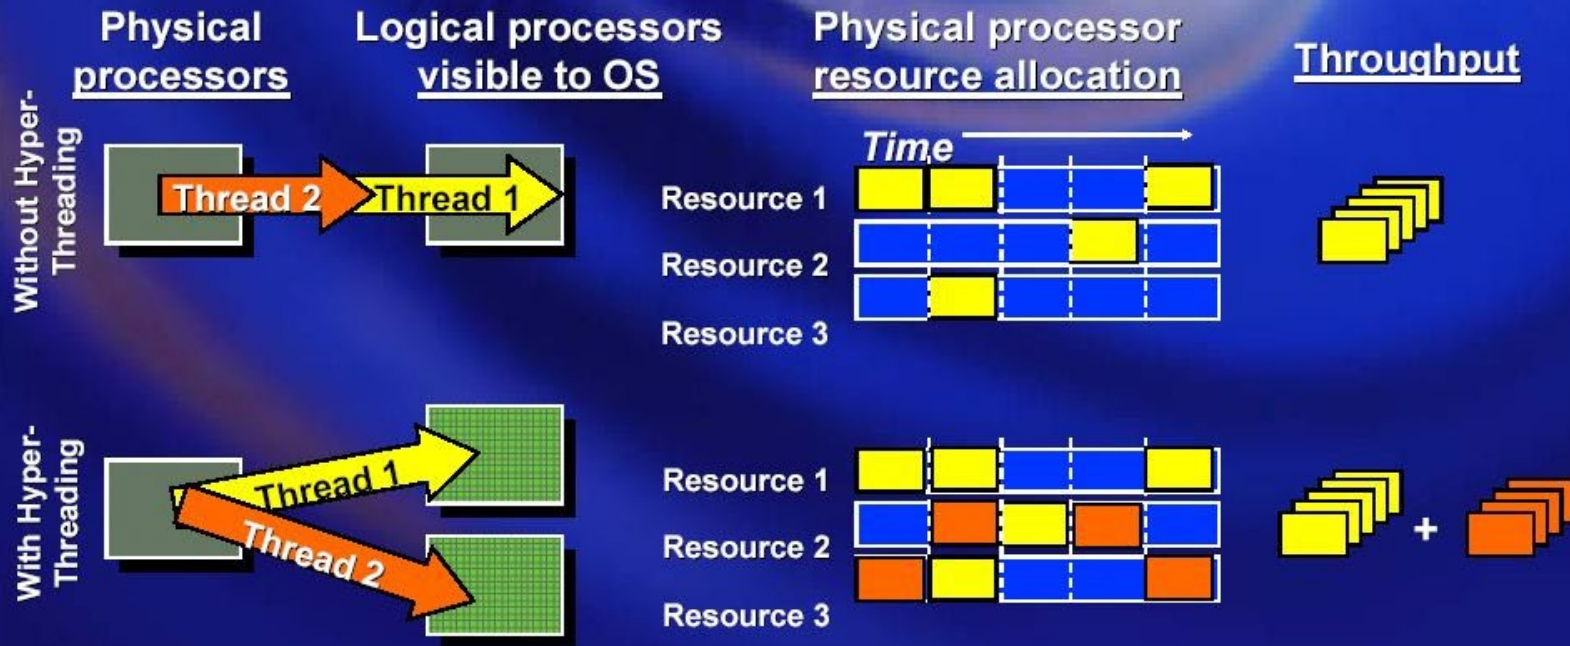 Physical
processors
Logical processors
visible to OS
Physical processor
resource allocation
Throughput
Without Hyper-
Threading
Thread 2
Thread 1
Time
Resource 1
Resource 2
Resource 3
With Hyper-
Threading
Thread 1
Thread 2
Resource 1
Resource 2
Resource 3
+